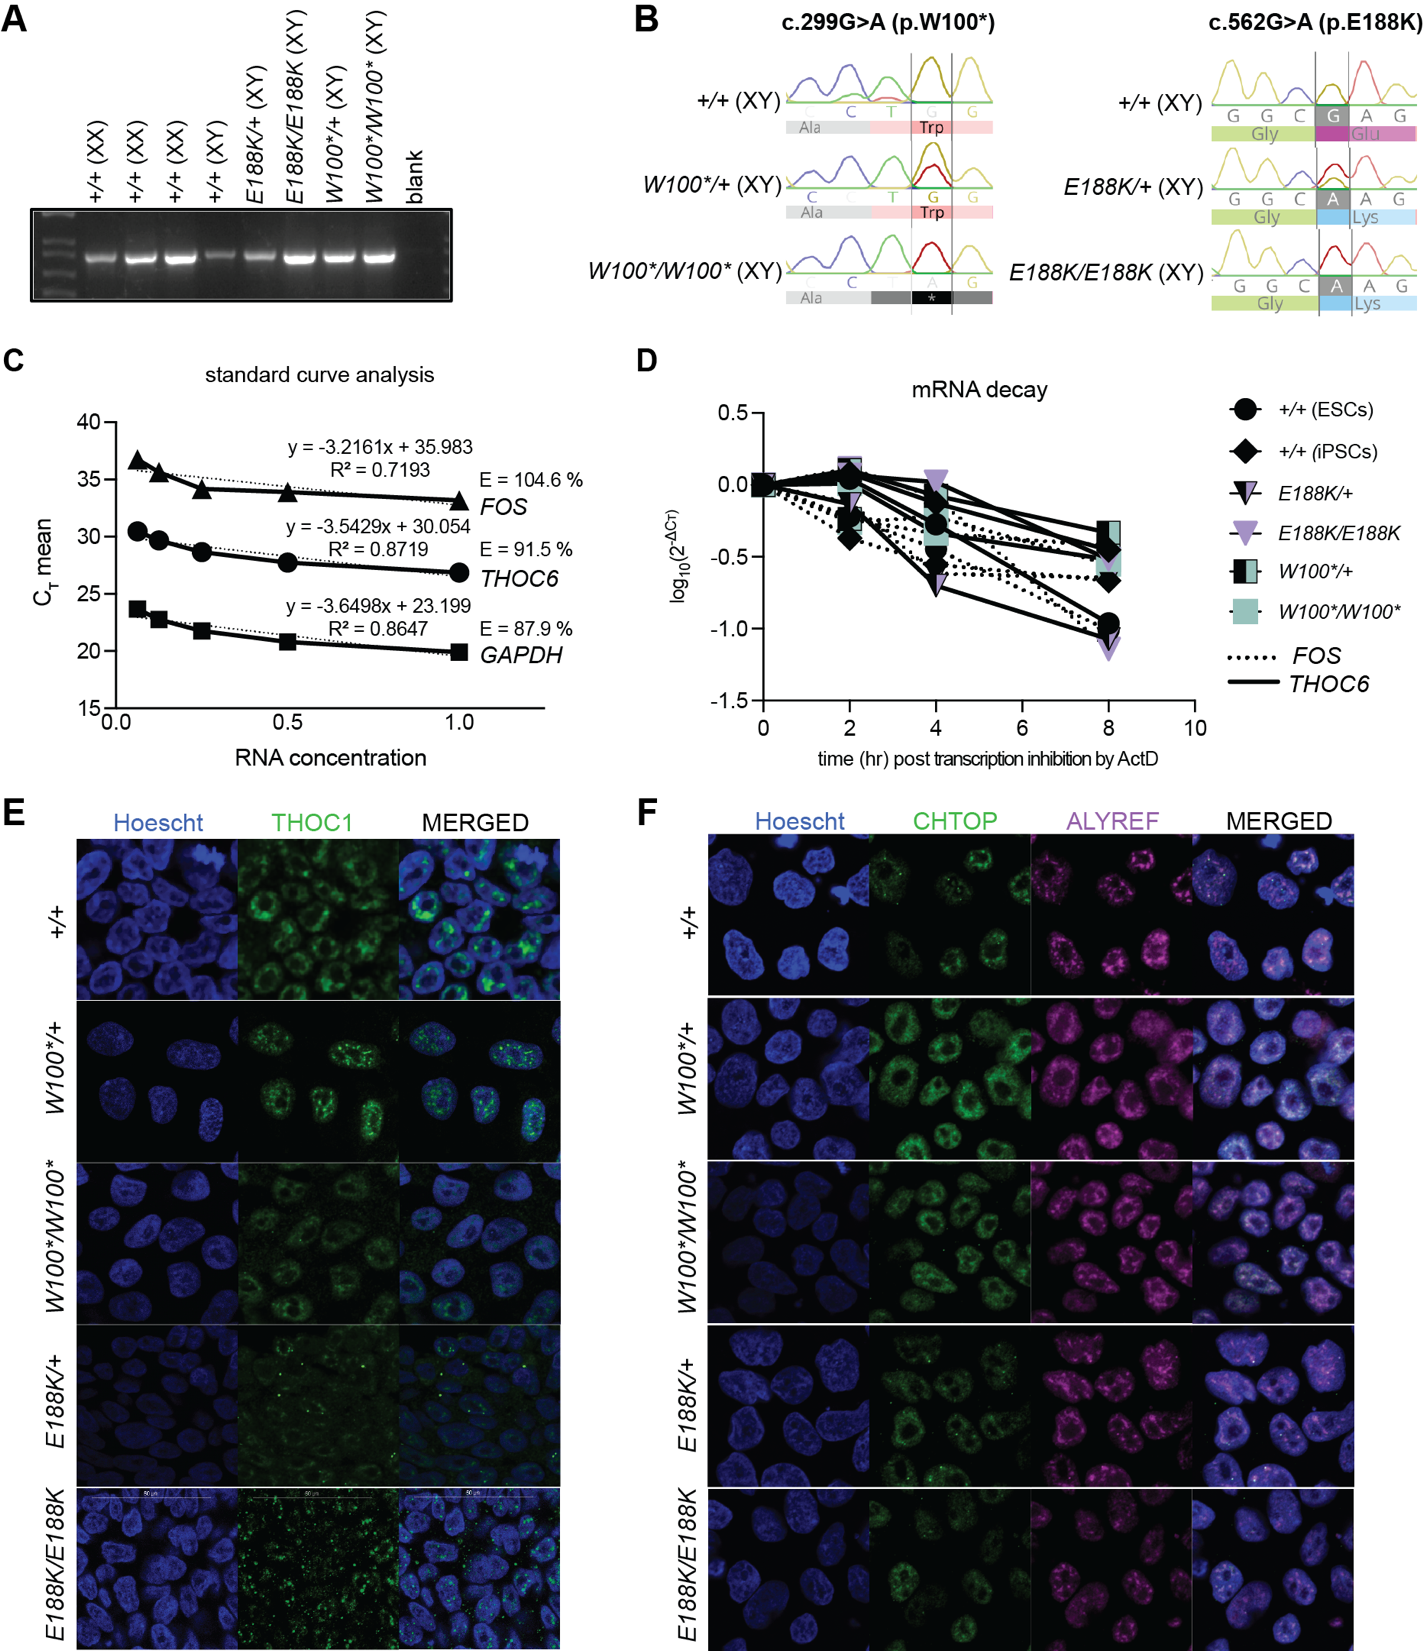 A
+/+ (XX)
+/+ (XX)
+/+ (XX)
+/+ (XY)
E188K/+ (XY)
E188K/E188K (XY)
W100*/+ (XY)
W100*/W100* (XY)
blank
B
c.299G>A (p.W100*)
+/+ (XY)
C T G G
Ala Trp
W100*/+ (XY)
C C T G G
Ala Trp
W100*/W100* (XY)
C C T A G
Ala *
c.562G>A (p.E188K)
+/+ (XY)
G G C G A G
Gly Glu
E188K/+ (XY)
G G C A A G
Gly Lys
E188K/E188K (XY)
G G C A A G
Gly Lys
C
standard curve analysis
40
35
30
25
20
15
CT mean
y = -3.2161x + 35.983
R² = 0.7193
E = 104.6 %
FOS
y = -3.5429x + 30.054
R² = 0.8719
E = 91.5 %
THOC6
y = -3.6498x + 23.199
R² = 0.8647
E = 87.9 %
GAPDH
0.0 0.5 1.0
RNA concentration
D
mRNA decay
0.5
0.0
-0.5
-1.0
-1.5
log10(2-ΔCT)
0 2 4 6 8 10
time (hr) post transcription inhibition by ActD
+/+ (ESCs)
+/+ (iPSCs)
E188K/+
E188K/E188K
W100*/+
W100*/W100*
FOS
THOC6
E
Hoescht THOC1 MERGED
+/+
W100*/+
W100*/W100*
E188K/+
E188K/E188K
50 µm
50 µm
50 µm
F
Hoescht CHTOP ALYREF MERGED
+/+
W100*/+
W100*/W100*
E188K/+
E188K/E188K